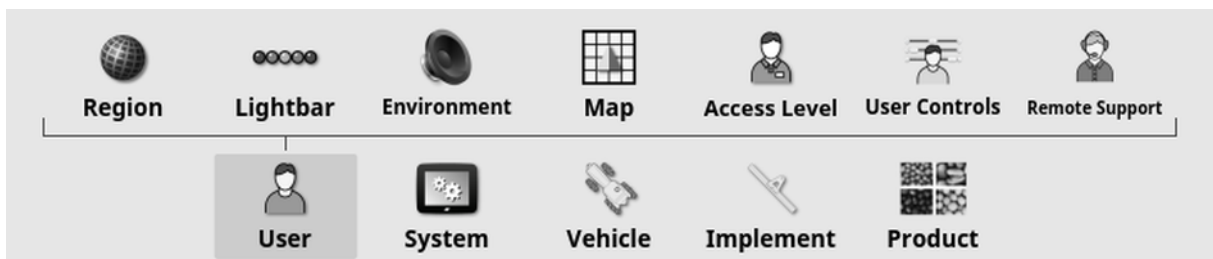 Region Lightbar Environment Map Access Level User Controls Remote Support
User System Vehicle Implement Product